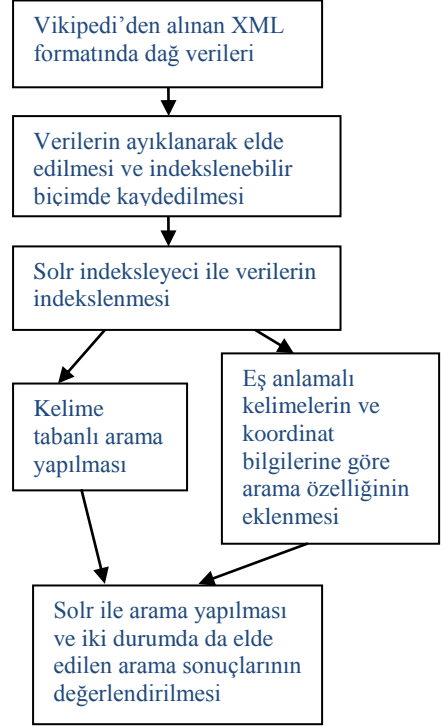 Vikipedi’den alınan XML
formatında dağ verileri
Verilerin ayıklanarak elde
edilmesi ve indekslenebilir
biçimde kaydedilmesi
Solr indeksleyeci ile verilerin
indekslenmesi
Kelime
tabanlı arama
yapılması
Eş anlamalı
kelimelerin ve
koordinat
bilgilerine göre
arama özelliğinin
eklenmesi
Solr ile arama yapılması
ve iki durumda da elde
edilen arama sonuçlarının
değerlendirilmesi